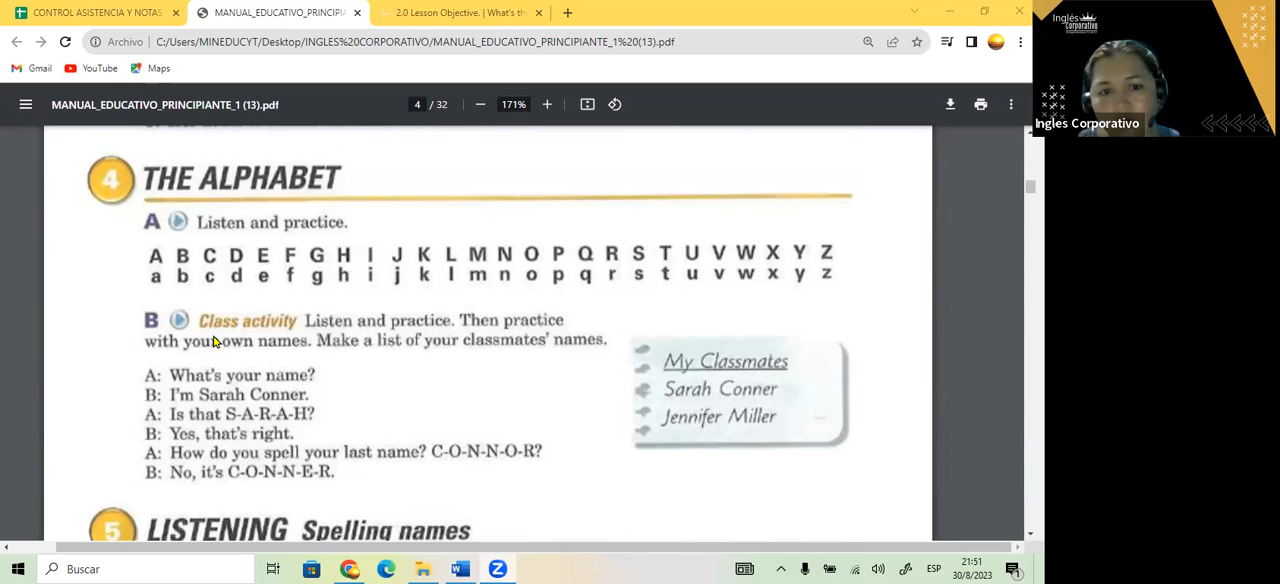 CONTROL ASISTENCIA Y NOTAS
MANUAL_EDUCATIVO_PRINCIPIA
2.0 Lesson Objective. | What's th
Archivo
C:/Users/MINEDUCYT/Desktop/INGLES%20CORPORATIVO/MANUAL_EDUCATIVO_PRINCIPIANTE_1%20(13).pdf
Gmail
YouTube
Maps
MANUAL_EDUCATIVO_PRINCIPIANTE_1 (13).pdf
4 / 32
171%
4 THE ALPHABET
A Listen and practice.
A B C D E F G H I J K L M N O P Q R S T U V W X Y Z
a b c d e f g h i j k l m n o p q r s t u v w x y z
B Class activity Listen and practice. Then practice
with your own names. Make a list of your classmates' names.
A: What's your name?
B: I'm Sarah Conner.
A: Is that S-A-R-A-H?
B: Yes, that's right.
A: How do you spell your last name? C-O-N-N-O-R?
B: No, it's C-O-N-N-E-R.
My Classmates
Sarah Conner
Jennifer Miller
5 LISTENING Spelling names
Inglés
Corporativo
Ingles Corporativo
Buscar
ESP
21:51
30/8/2023